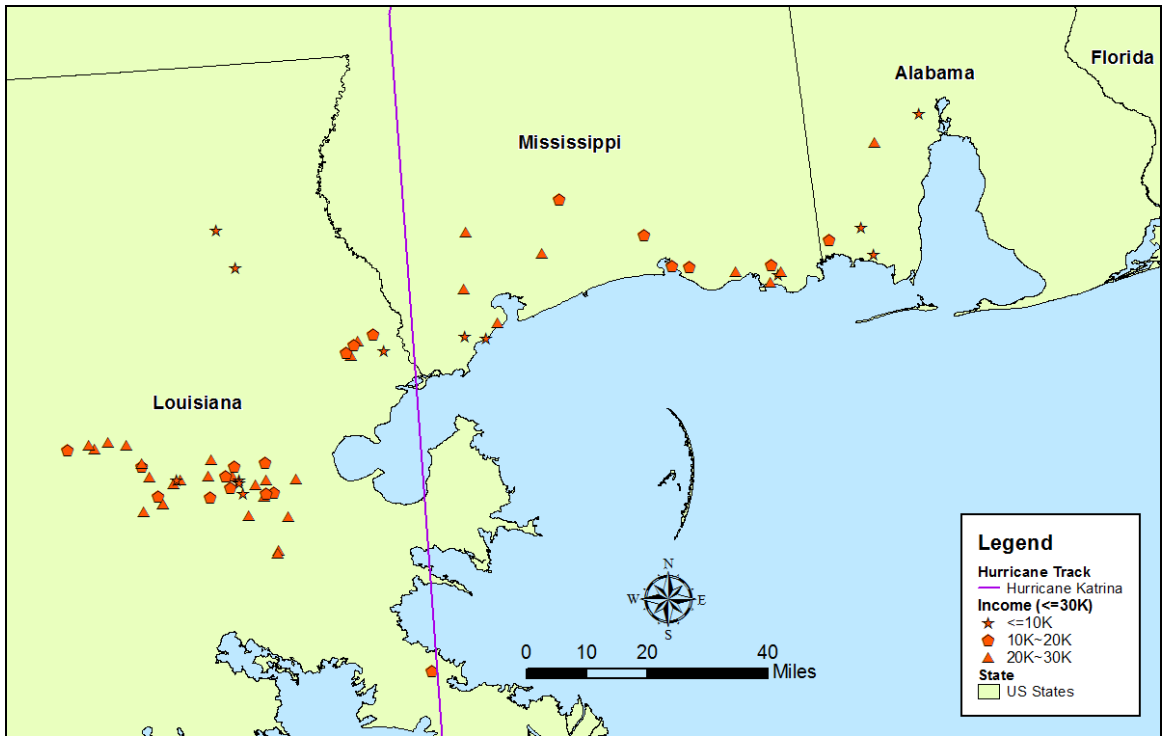 Florida
Alabama
Mississippi
Louisiana
N
W E
S
0 10 20 40
Miles
Legend
Hurricane Track
Hurricane Katrina
Income (<=30K)
<=10K
10K~20K
20K~30K
State
US States